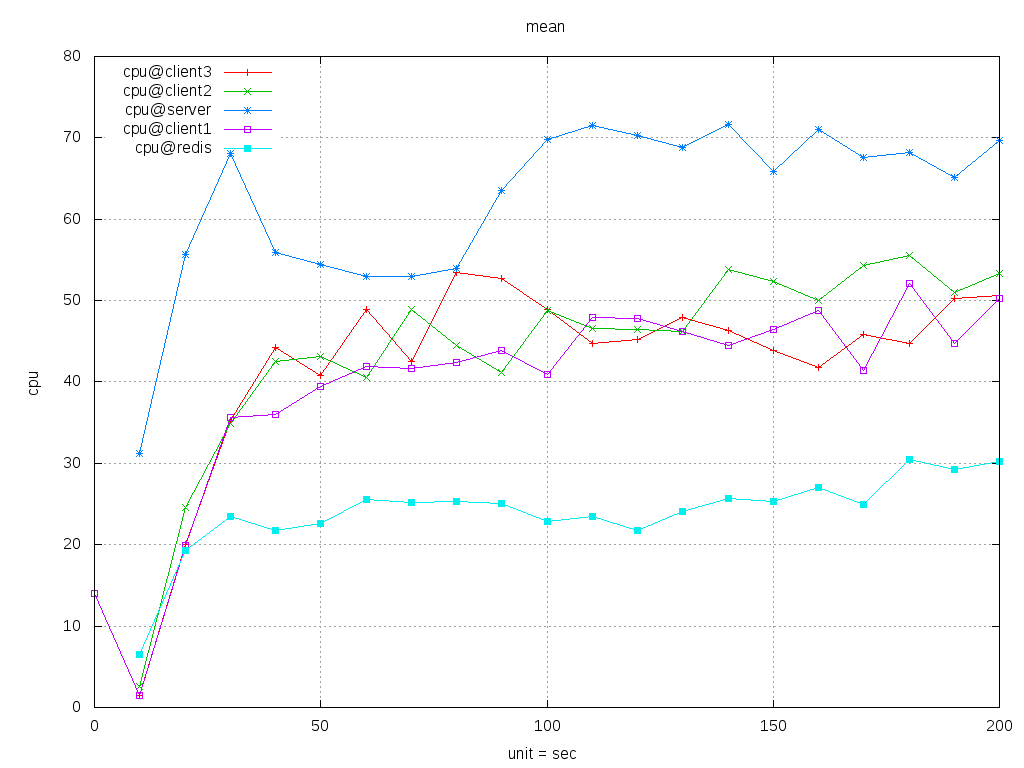 mean
80
70
60
50
40
30
20
10
0
cpu
cpu@client3
cpu@client2
cpu@server
cpu@client1
cpu@redis
0 50 100 150 200
unit = sec